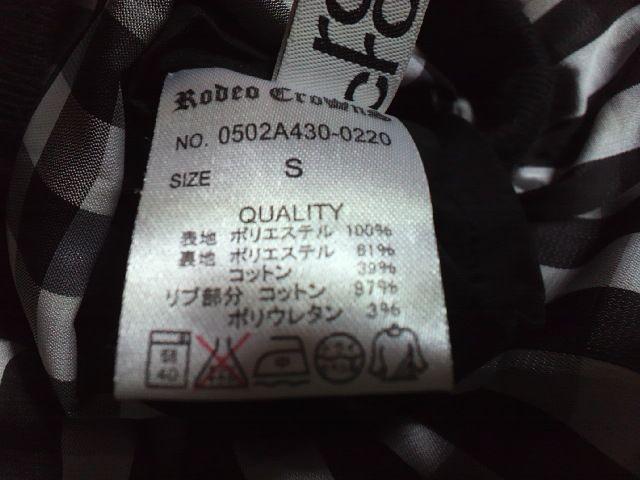 Rodeo Crowns
NO. 0502A430-0220
SIZE S
QUALITY
表地 ポリエステル 100%
裏地 ポリエステル 61%
コットン 39%
リブ部分 コットン 97%
ポリウレタン 3%
弱
40